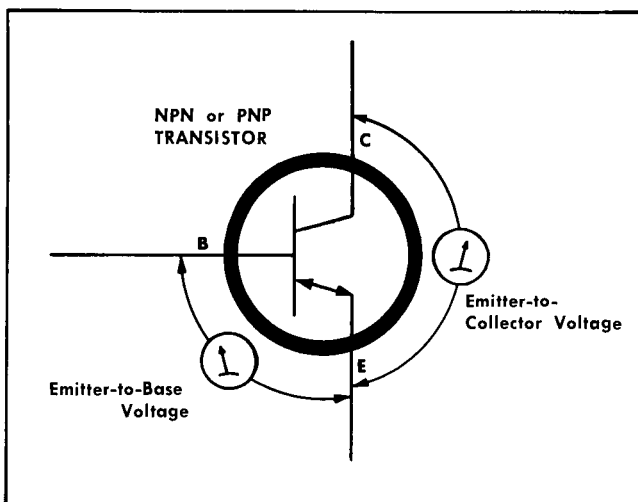 NPN or PNP
TRANSISTOR
C
B
Emitter-to-
Collector Voltage
E
Emitter-to-Base
Voltage